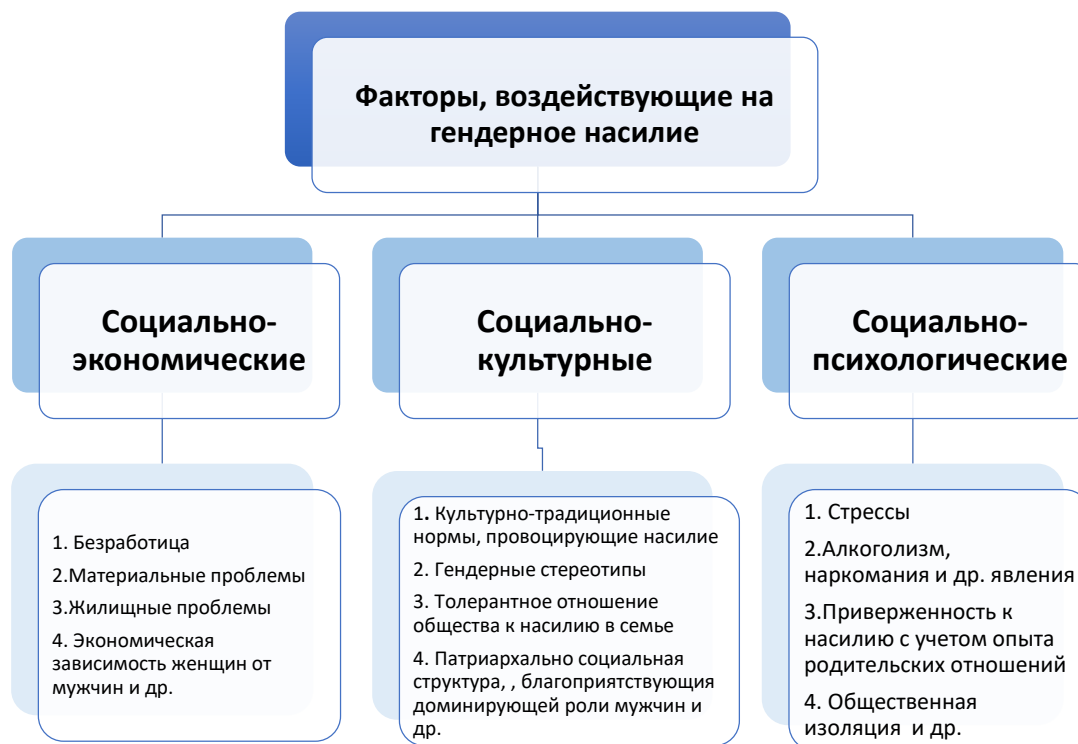 Факторы, воздействующие на
гендерное насилие
Социально-
экономические
Социально-
культурные
Социально-
психологические
1. Безработица
2.Материальные проблемы
3.Жилищные проблемы
4. Экономическая
зависимость женщин от
мужчин и др.
1. Культурно-традиционные
нормы, провоцирующие насилие
2. Гендерные стереотипы
3. Толерантное отношение
общества к насилию в семье
4. Патриархально социальная
структура, , благоприятствующия
доминирующей роли мужчин и
др.
1. Стрессы
2.Алкоголизм,
наркомания и др. явления
3.Приверженность к
насилию с учетом опыта
родительских отношений
4. Общественная
изоляция и др.